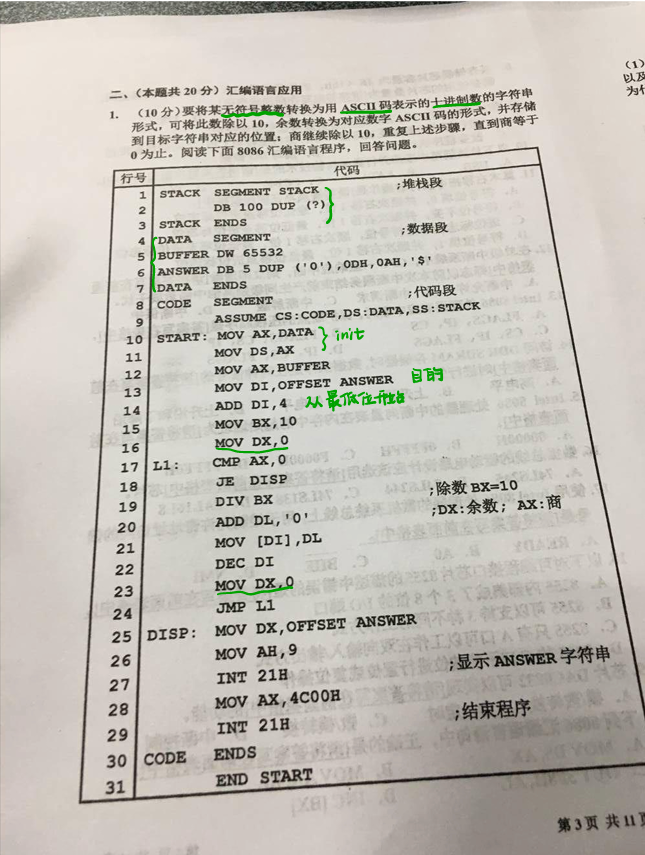 二、(本题共 20 分) 汇编语言应用
1. (10 分) 要将某无符号整数转换为用 ASCII 码表示的十进制数的字符串
形式，可将此数除以 10，余数转换为对应数字 ASCII 码的形式，并存储
到目标字符串对应的位置；商继续除以 10，重复上述步骤，直到商等于
0 为止。阅读下面 8086 汇编语言程序，回答问题。
行号 代码
1 STACK SEGMENT STACK ;堆栈段
2 DB 100 DUP (?)
3 STACK ENDS
4 DATA SEGMENT ;数据段
5 BUFFER DW 65532
6 ANSWER DB 5 DUP ('0'),0DH,0AH,'$'
7 DATA ENDS
8 CODE SEGMENT ;代码段
9 ASSUME CS:CODE,DS:DATA,SS:STACK
10 START: MOV AX,DATA init
11 MOV DS,AX
12 MOV AX,BUFFER
13 MOV DI,OFFSET ANSWER 目的
14 ADD DI,4 从最低位开始
15 MOV BX,10
16 MOV DX,0
17 L1: CMP AX,0
18 JE DISP
19 DIV BX ;除数 BX=10
20 ADD DL,'0' ;DX:余数; AX:商
21 MOV [DI],DL
22 DEC DI
23 MOV DX,0
24 JMP L1
25 DISP: MOV DX,OFFSET ANSWER
26 MOV AH,9
27 INT 21H ;显示 ANSWER 字符串
28 MOV AX,4C00H
29 INT 21H ;结束程序
30 CODE ENDS
31 END START
第 3 页 共 11
(1)
以及